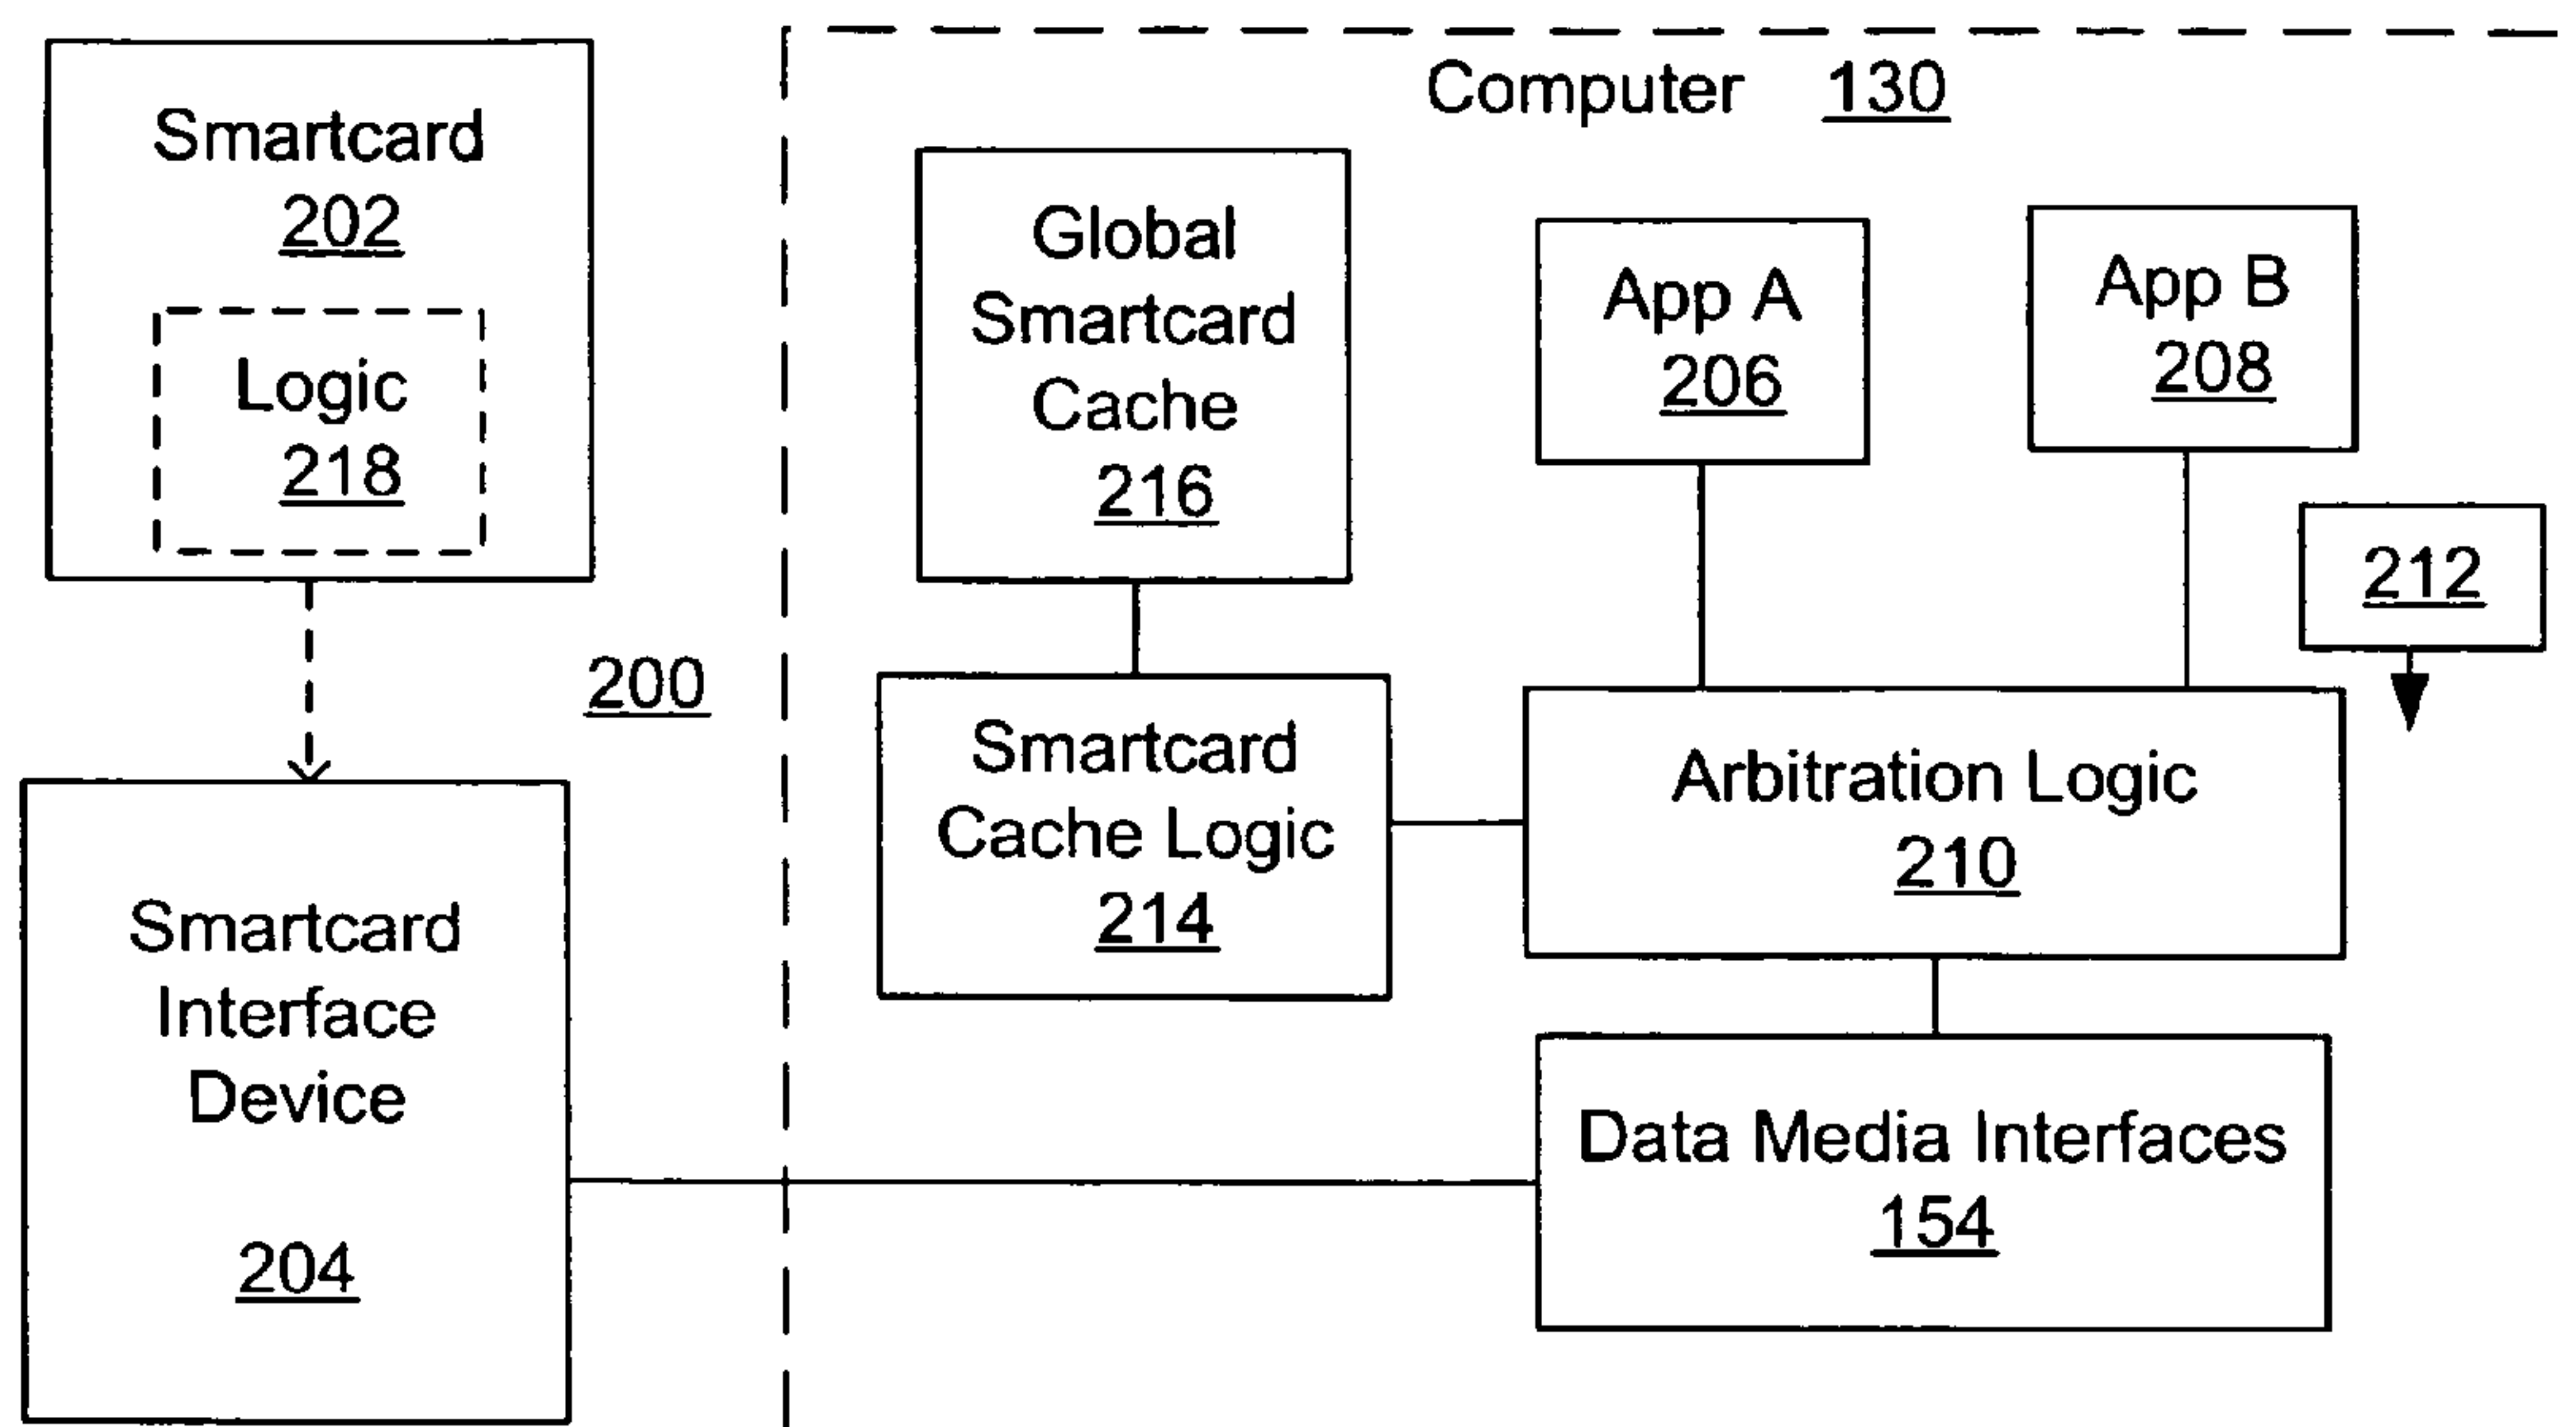 Smartcard
202
Logic
218
200
Smartcard
Interface
Device
204
Computer 130
Global
Smartcard
Cache
216
App A
206
App B
208
212
Smartcard
Cache Logic
214
Arbitration Logic
210
Data Media Interfaces
154